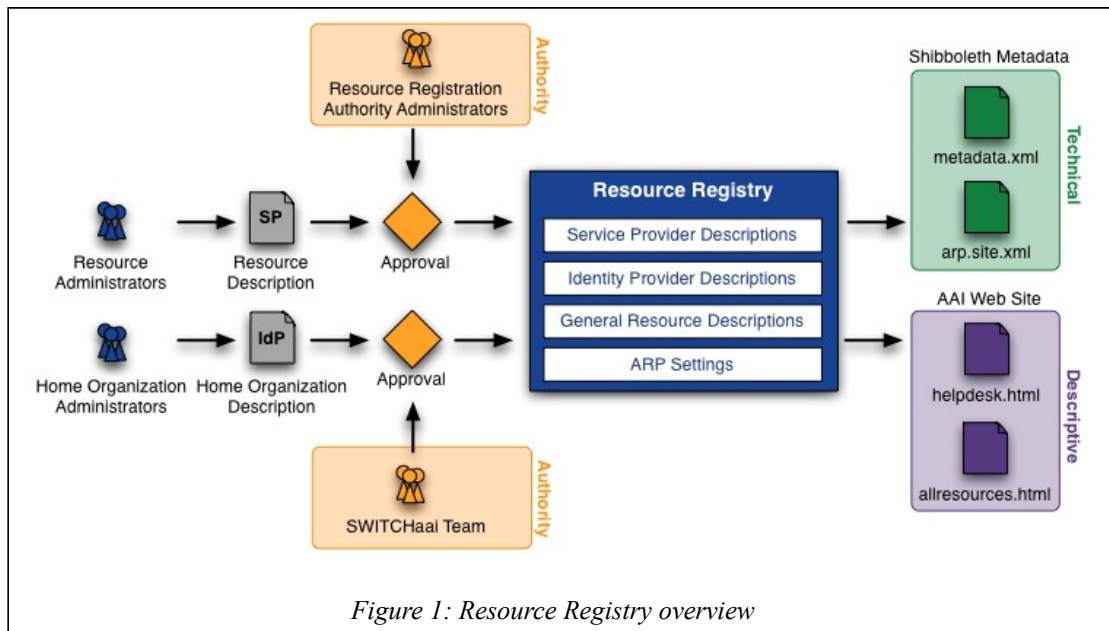 Resource Registration
Authority Administrators
Authority
Shibboleth Metadata
metadata.xml
arp.site.xml
Technical
Resource
Administrators
SP
Resource
Description
Approval
Resource Registry
Service Provider Descriptions
Identity Provider Descriptions
General Resource Descriptions
ARP Settings
Home Organization
Administrators
IdP
Home Organization
Description
Approval
AAI Web Site
helpdesk.html
allresources.html
Descriptive
SWITCHaai Team
Authority
Figure 1: Resource Registry overview